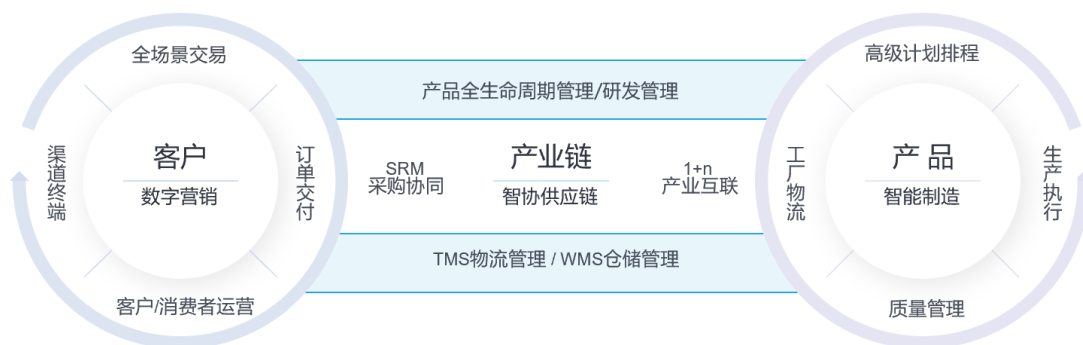 全场景交易
渠道终端
客户
数字营销
订单交付
客户/消费者运营
产品全生命周期管理/研发管理
SRM
采购协同
产业链
智协供应链
1+n
产业互联
TMS物流管理 / WMS仓储管理
高级计划排程
工厂物流
产 品
智能制造
生产执行
质量管理